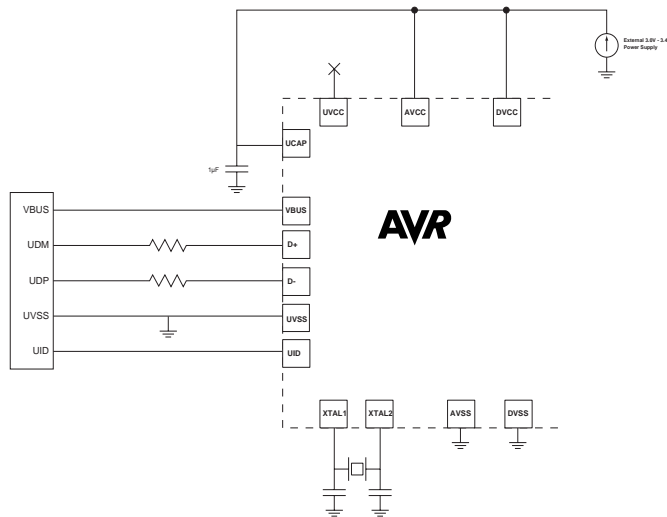 External 3.0V - 3.4
Power Supply
UVCC
AVCC
DVCC
UCAP
1µF
VBUS
VBUS
UDM
D+
UDP
D-
UVSS
UVSS
UID
UID
AVR
XTAL1
XTAL2
AVSS
DVSS